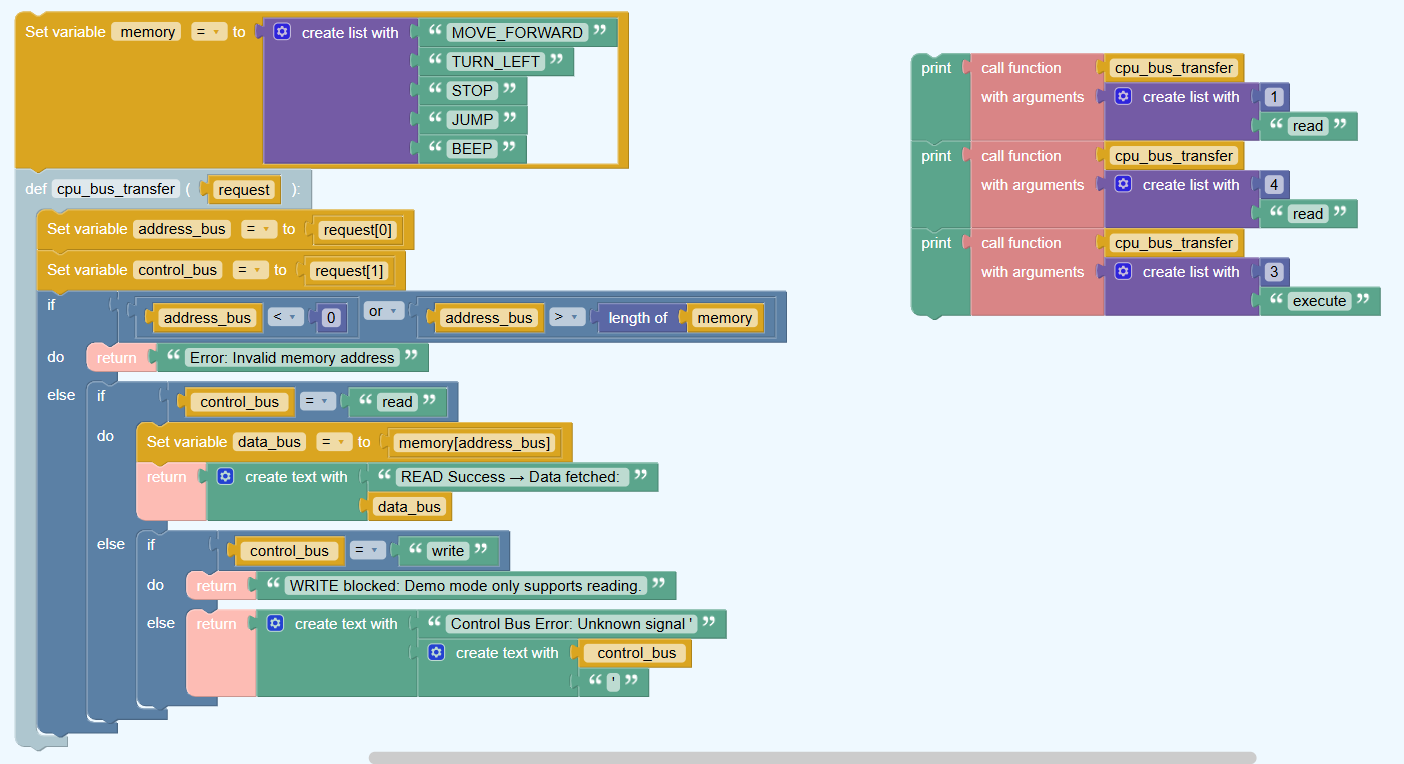 Set variable memory = to create list with “ MOVE_FORWARD ”
“ TURN_LEFT ”
“ STOP ”
“ JUMP ”
“ BEEP ”
def cpu_bus_transfer ( request ):
Set variable address_bus = to request[0]
Set variable control_bus = to request[1]
if address_bus < 0 or address_bus > length of memory
do return “ Error: Invalid memory address ”
else if control_bus = “ read ”
do Set variable data_bus = to memory[address_bus]
return create text with “ READ Success → Data fetched: ”
data_bus
else if control_bus = “ write ”
do return “ WRITE blocked: Demo mode only supports reading. ”
else return create text with “ Control Bus Error: Unknown signal ' ”
create text with control_bus
“ ' ”
print call function cpu_bus_transfer
with arguments create list with 1
“ read ”
print call function cpu_bus_transfer
with arguments create list with 4
“ read ”
print call function cpu_bus_transfer
with arguments create list with 3
“ execute ”